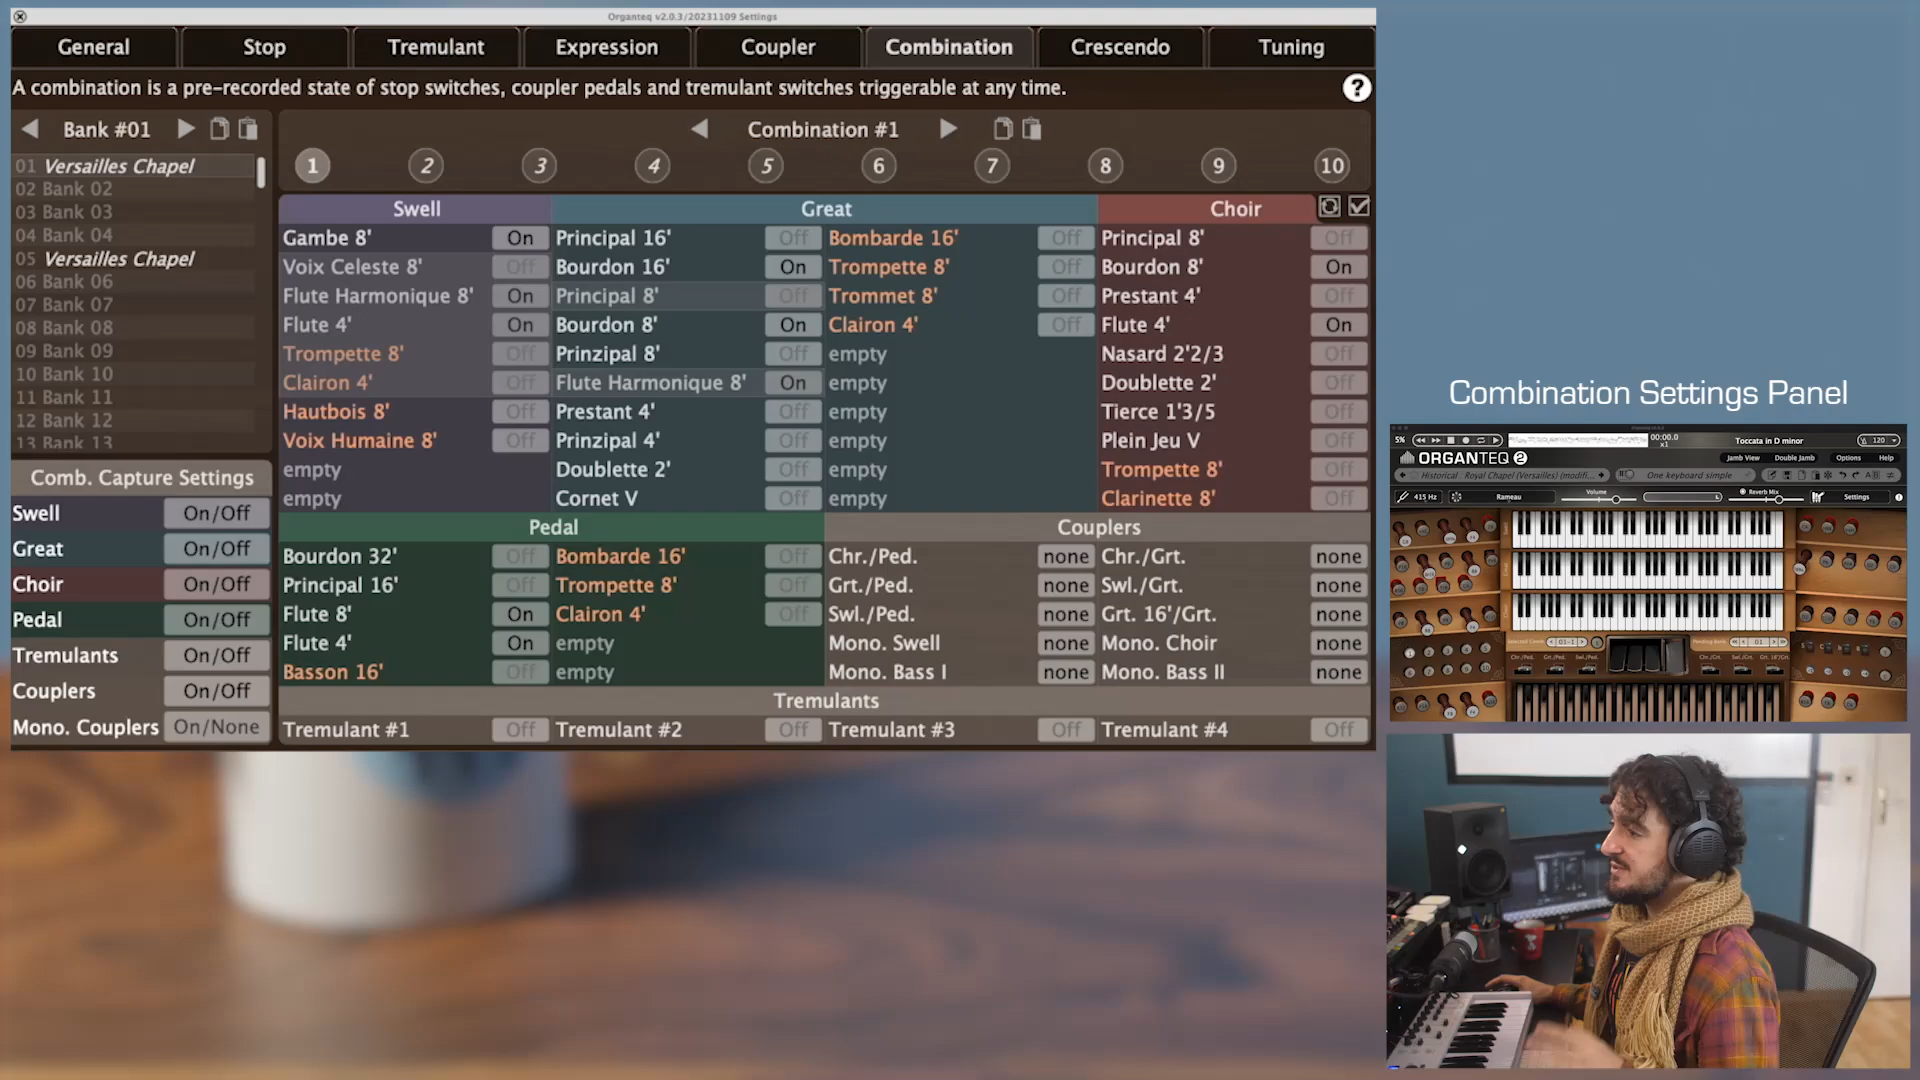 Organteq v2.0.3/20231109 Settings
General Stop Tremulant Expression Coupler Combination Crescendo Tuning
A combination is a pre-recorded state of stop switches, coupler pedals and tremulant switches triggerable at any time. ?
Bank #01
01 Versailles Chapel
02 Bank 02
03 Bank 03
04 Bank 04
05 Versailles Chapel
06 Bank 06
07 Bank 07
08 Bank 08
09 Bank 09
10 Bank 10
11 Bank 11
12 Bank 12
13 Bank 13
Comb. Capture Settings
Swell On/Off
Great On/Off
Choir On/Off
Pedal On/Off
Tremulants On/Off
Couplers On/Off
Mono. Couplers On/None
Combination #1
1 2 3 4 5 6 7 8 9 10
Swell Great Choir
Gambe 8' On Principal 16' Off Bombarde 16' Off Principal 8' Off
Voix Celeste 8' Off Bourdon 16' On Trompette 8' Off Bourdon 8' On
Flute Harmonique 8' On Principal 8' Off Trommet 8' Off Prestant 4' Off
Flute 4' On Bourdon 8' On Clairon 4' Off Flute 4' On
Trompette 8' Off Prinzipal 8' Off empty Nasard 2'2/3 Off
Clairon 4' Off Flute Harmonique 8' On empty Doublette 2' Off
Hautbois 8' Off Prestant 4' Off empty Tierce 1'3/5 Off
Voix Humaine 8' Off Prinzipal 4' Off empty Plein Jeu V Off
empty Doublette 2' Off empty Trompette 8' Off
empty Cornet V Off empty Clarinette 8' Off
Pedal Couplers
Bourdon 32' Off Bombarde 16' Off Chr./Ped. none Chr./Grt. none
Principal 16' Off Trompette 8' Off Grt./Ped. none Swl./Grt. none
Flute 8' On Clairon 4' Off Swl./Ped. none Grt. 16'/Grt. none
Flute 4' On empty Mono. Swell none Mono. Choir none
Basson 16' Off empty Mono. Bass I none Mono. Bass II none
Tremulants
Tremulant #1 Off Tremulant #2 Off Tremulant #3 Off Tremulant #4 Off
Combination Settings Panel
5% 00:00.0 x1 Toccata in D minor 120
ORGANTEQ 2 Jamb View Double Jamb Options Help
Historical Royal Chapel (Versailles) (modifi... One keyboard simple
415 Hz Rameau Volume Reverb Mix Settings